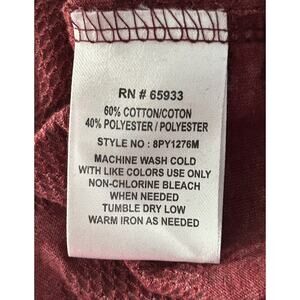 RN # 65933
60% COTTON/COTON
40% POLYESTER / POLYESTER
STYLE NO : 8PY1276M
MACHINE WASH COLD
WITH LIKE COLORS USE ONLY
NON-CHLORINE BLEACH
WHEN NEEDED
TUMBLE DRY LOW
WARM IRON AS NEEDED